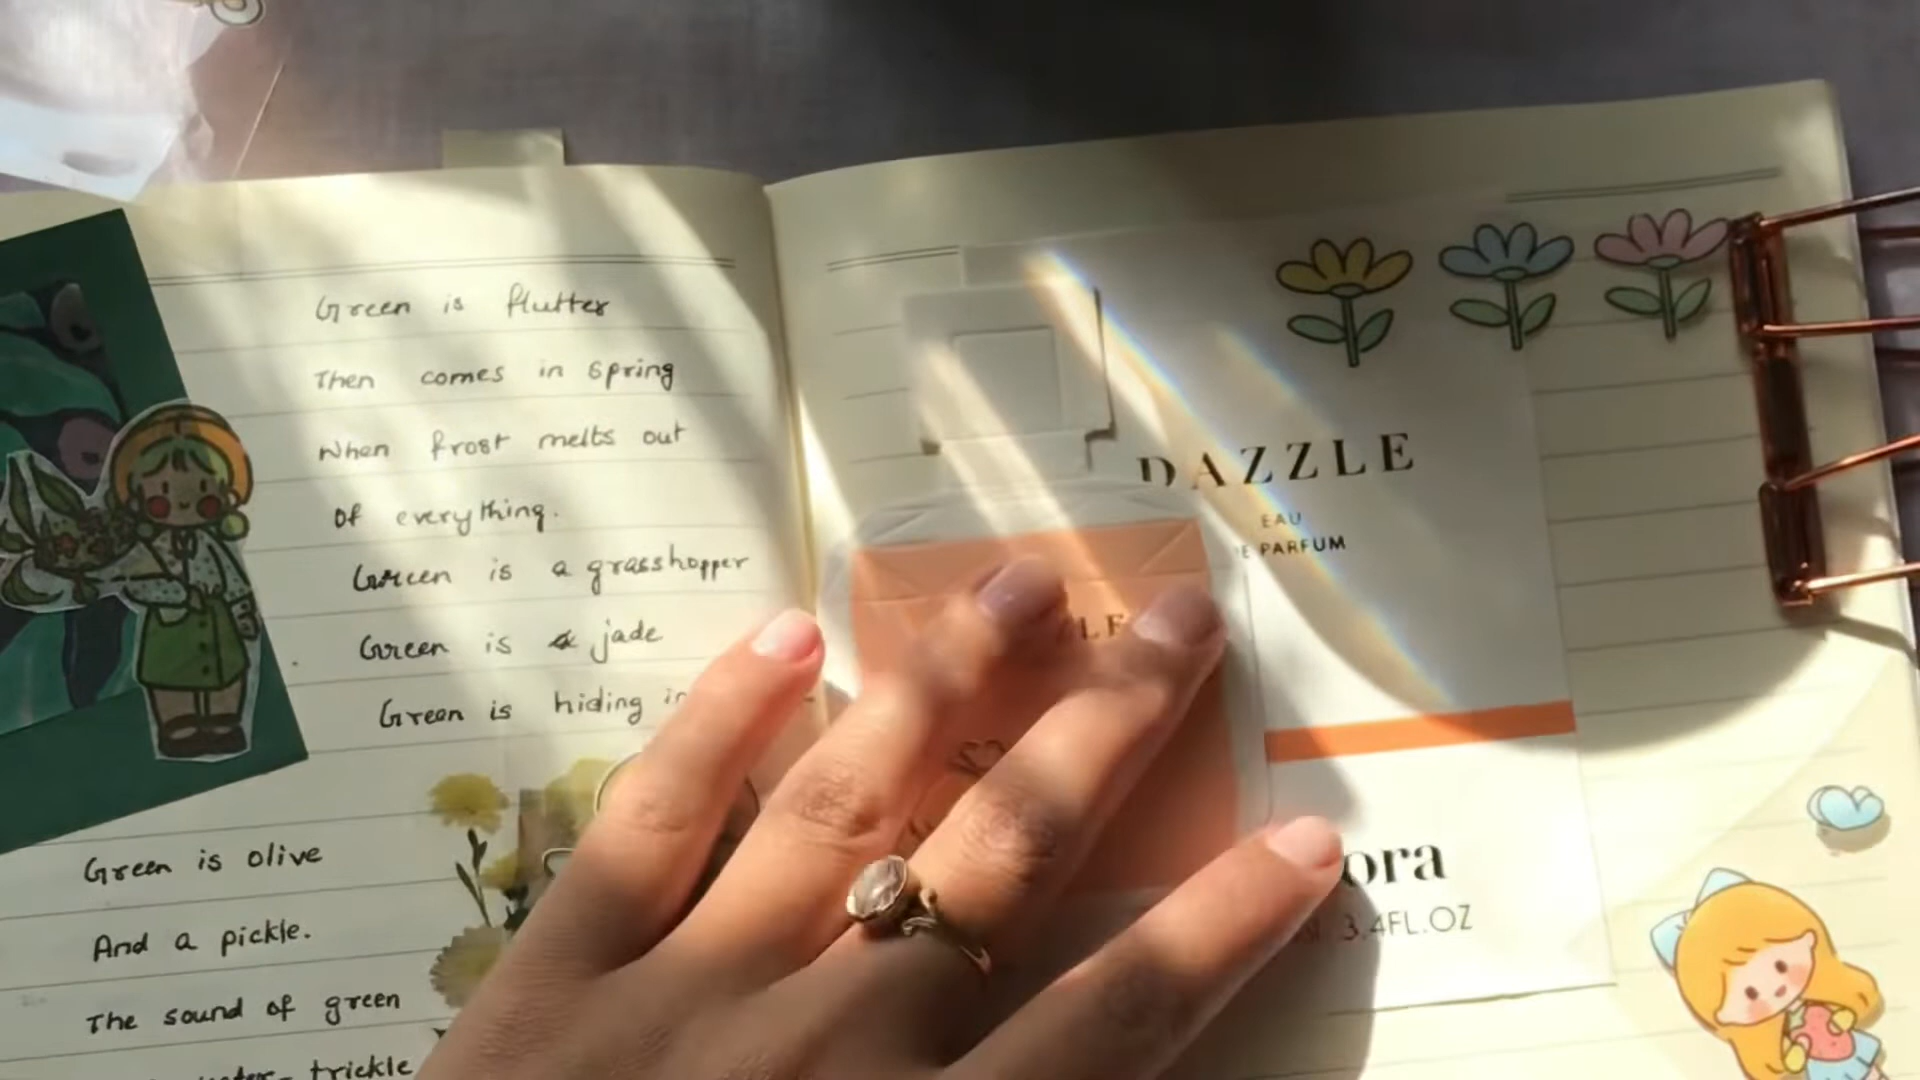 Green is flutter
Then comes in spring
When frost melts out
of everything.
Green is a grasshopper
Green is jade
Green is hiding
Green is olive
And a pickle.
The sound of green
trickle
DAZZLE
EAU
PARFUM
3.4FL.OZ